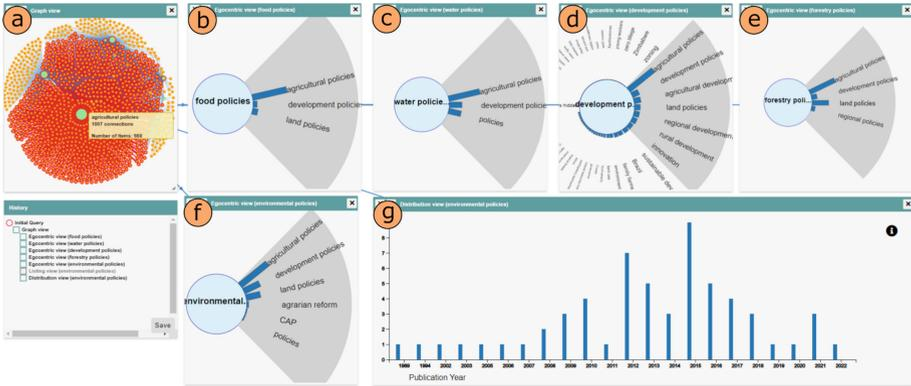 a
Graph view
agricultural policies
1007 connections
Number of Items: 560
b
Egocentric view (food policies)
food policies
agricultural policies
development policies
land policies
c
Egocentric view (water policies)
water policie...
agricultural policies
development policies
policies
d
Egocentric view (development policies)
development p...
Zimbabwe
zoning
agricultural policies
development policies
agricultural developm
land policies
regional developmen
rural development
innovation
sustainable dev
Brazil
family farms
e
Egocentric view (forestry policies)
forestry poli...
agricultural policies
development policies
land policies
regional policies
History
Initial Query
Graph view
Egocentric view (food policies)
Egocentric view (water policies)
Egocentric view (development policies)
Egocentric view (forestry policies)
Egocentric view (environmental policies)
Listing view (environmental policies)
Distribution view (environmental policies)
Save
f
Egocentric view (environmental policies)
environmental...
agricultural policies
development policies
land policies
agrarian reform
CAP
policies
g
Distribution view (environmental policies)
8
7
6
5
4
3
2
1
0
1990 1994 2002 2003 2005 2006 2007 2008 2009 2010 2011 2012 2013 2014 2015 2016 2017 2018 2019 2020 2021 2022
Publication Year